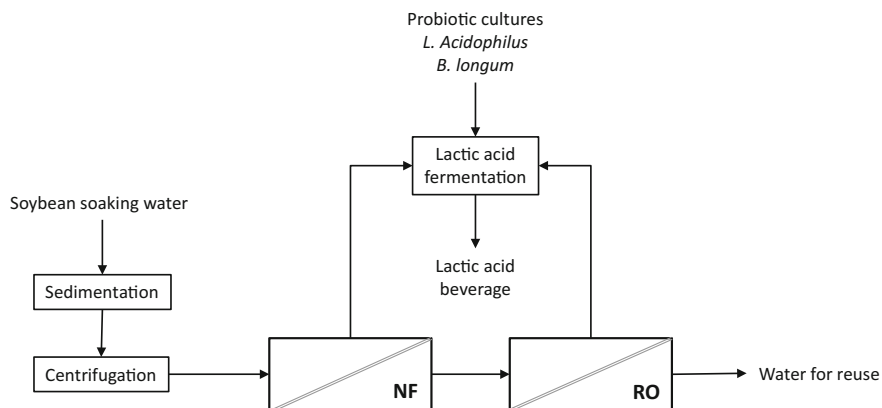 Probiotic cultures
L. Acidophilus
B. longum
Lactic acid
fermentation
Soybean soaking water
Lactic acid
beverage
Sedimentation
Centrifugation
NF
RO
Water for reuse